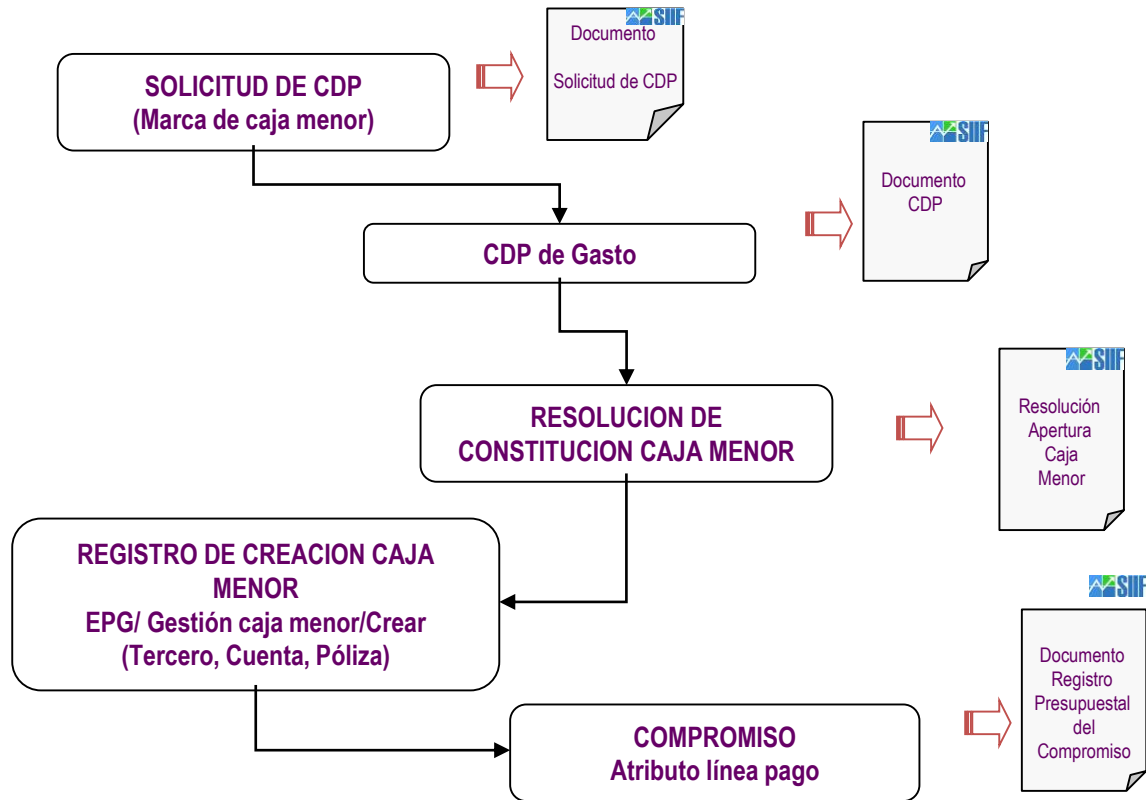 SOLICITUD DE CDP
(Marca de caja menor)
SIIF
Documento
Solicitud de CDP
CDP de Gasto
SIIF
Documento
CDP
RESOLUCION DE
CONSTITUCION CAJA MENOR
SIIF
Resolución
Apertura
Caja
Menor
REGISTRO DE CREACION CAJA
MENOR
EPG/ Gestión caja menor/Crear
(Tercero, Cuenta, Póliza)
COMPROMISO
Atributo línea pago
SIIF
Documento
Registro
Presupuestal
del
Compromiso